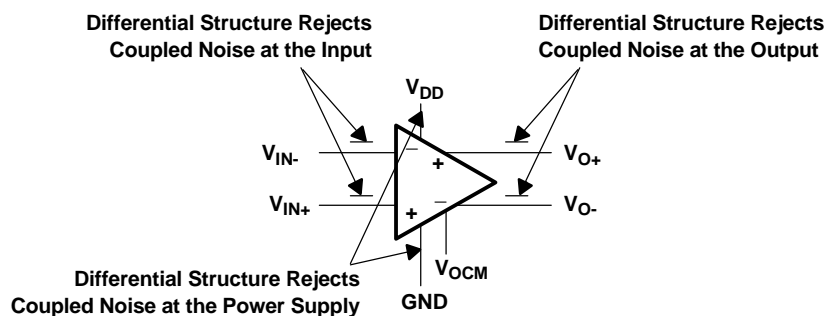 Differential Structure Rejects
Coupled Noise at the Input
Differential Structure Rejects
Coupled Noise at the Output
VDD
VIN-
VO+
VIN+
VO-
VOCM
GND
Differential Structure Rejects
Coupled Noise at the Power Supply